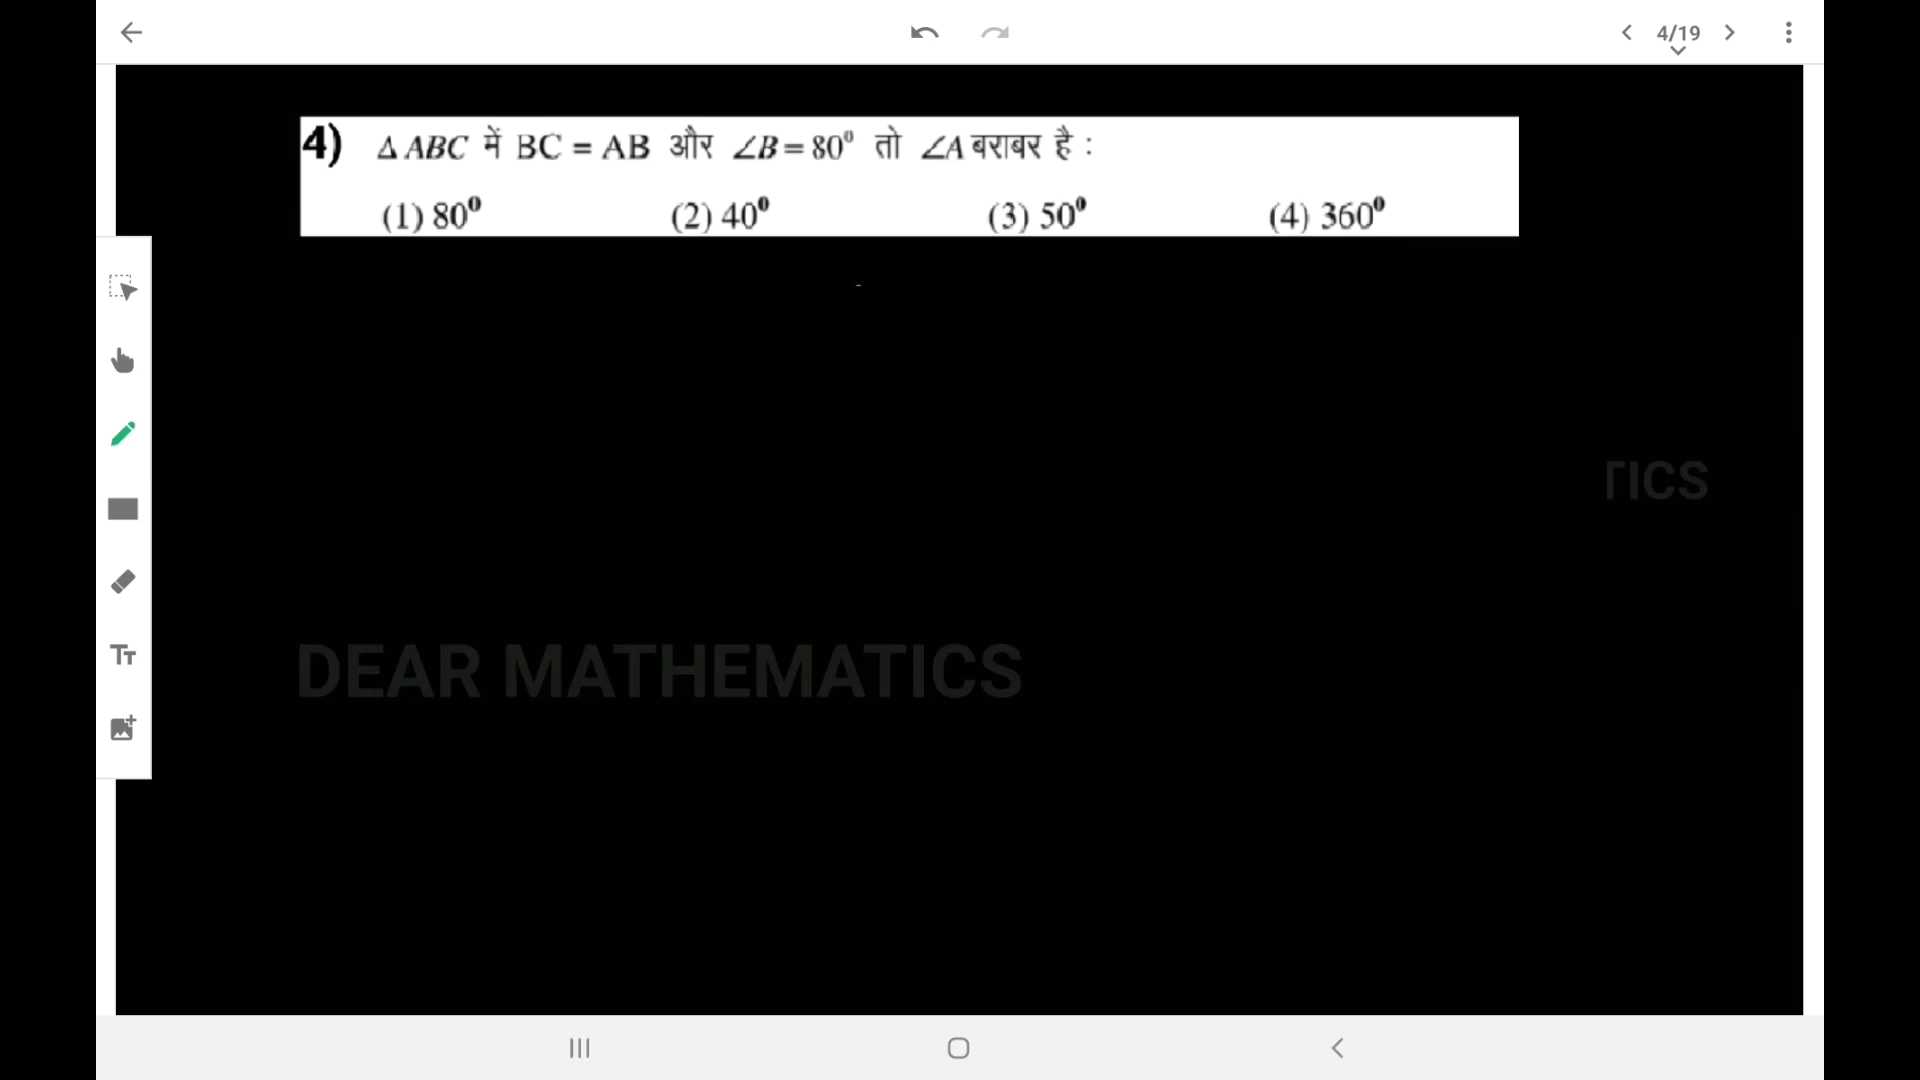 4/19
4) Δ ABC में BC = AB और ∠B = 80⁰ तो ∠A बराबर है :
(1) 80⁰ (2) 40⁰ (3) 50⁰ (4) 360⁰
TICS
DEAR MATHEMATICS
Tт